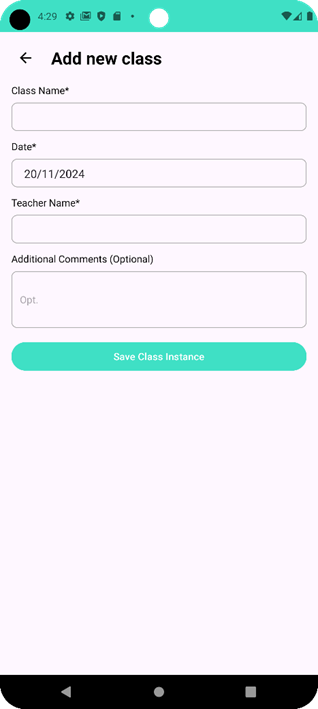 4:29
Add new class
Class Name*
Date*
20/11/2024
Teacher Name*
Additional Comments (Optional)
Opt.
Save Class Instance